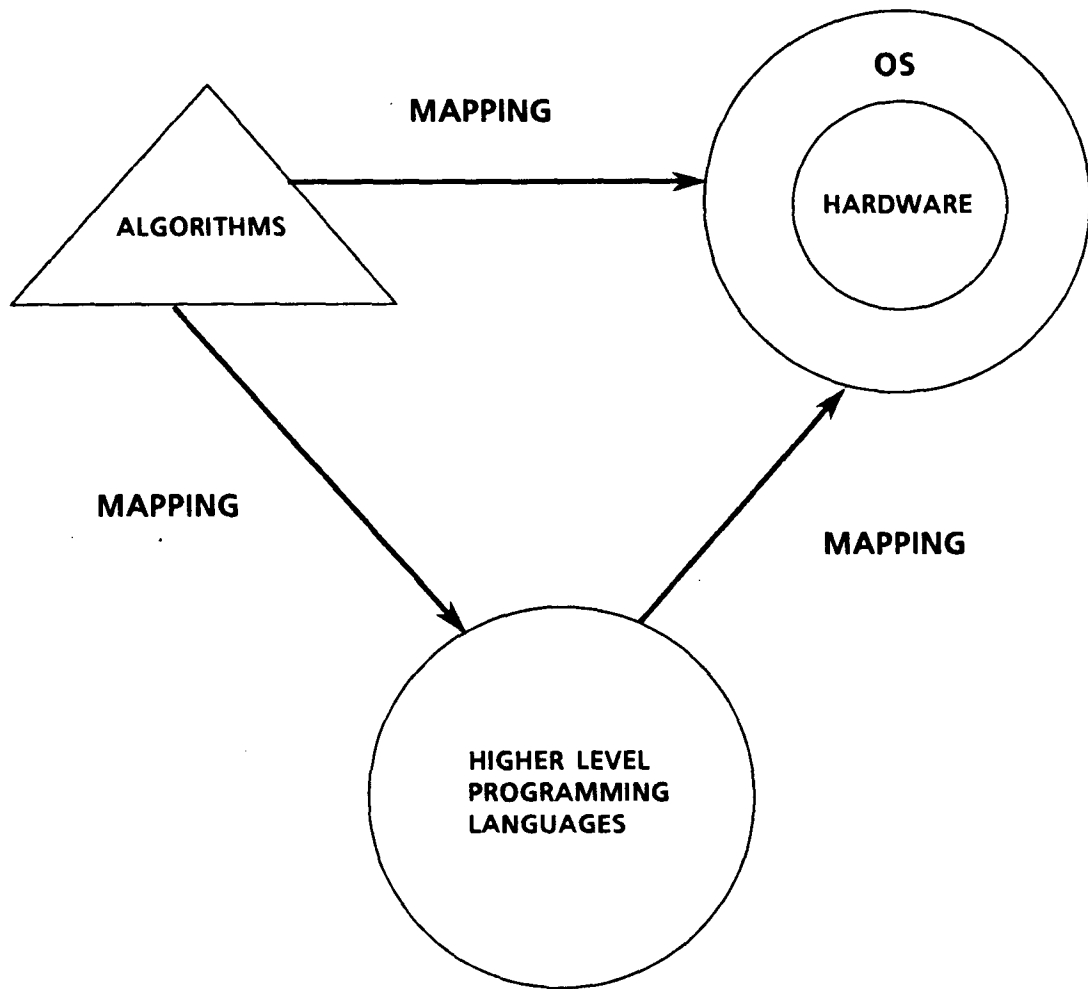 OS
MAPPING
HARDWARE
ALGORITHMS
MAPPING
MAPPING
HIGHER LEVEL
PROGRAMMING
LANGUAGES